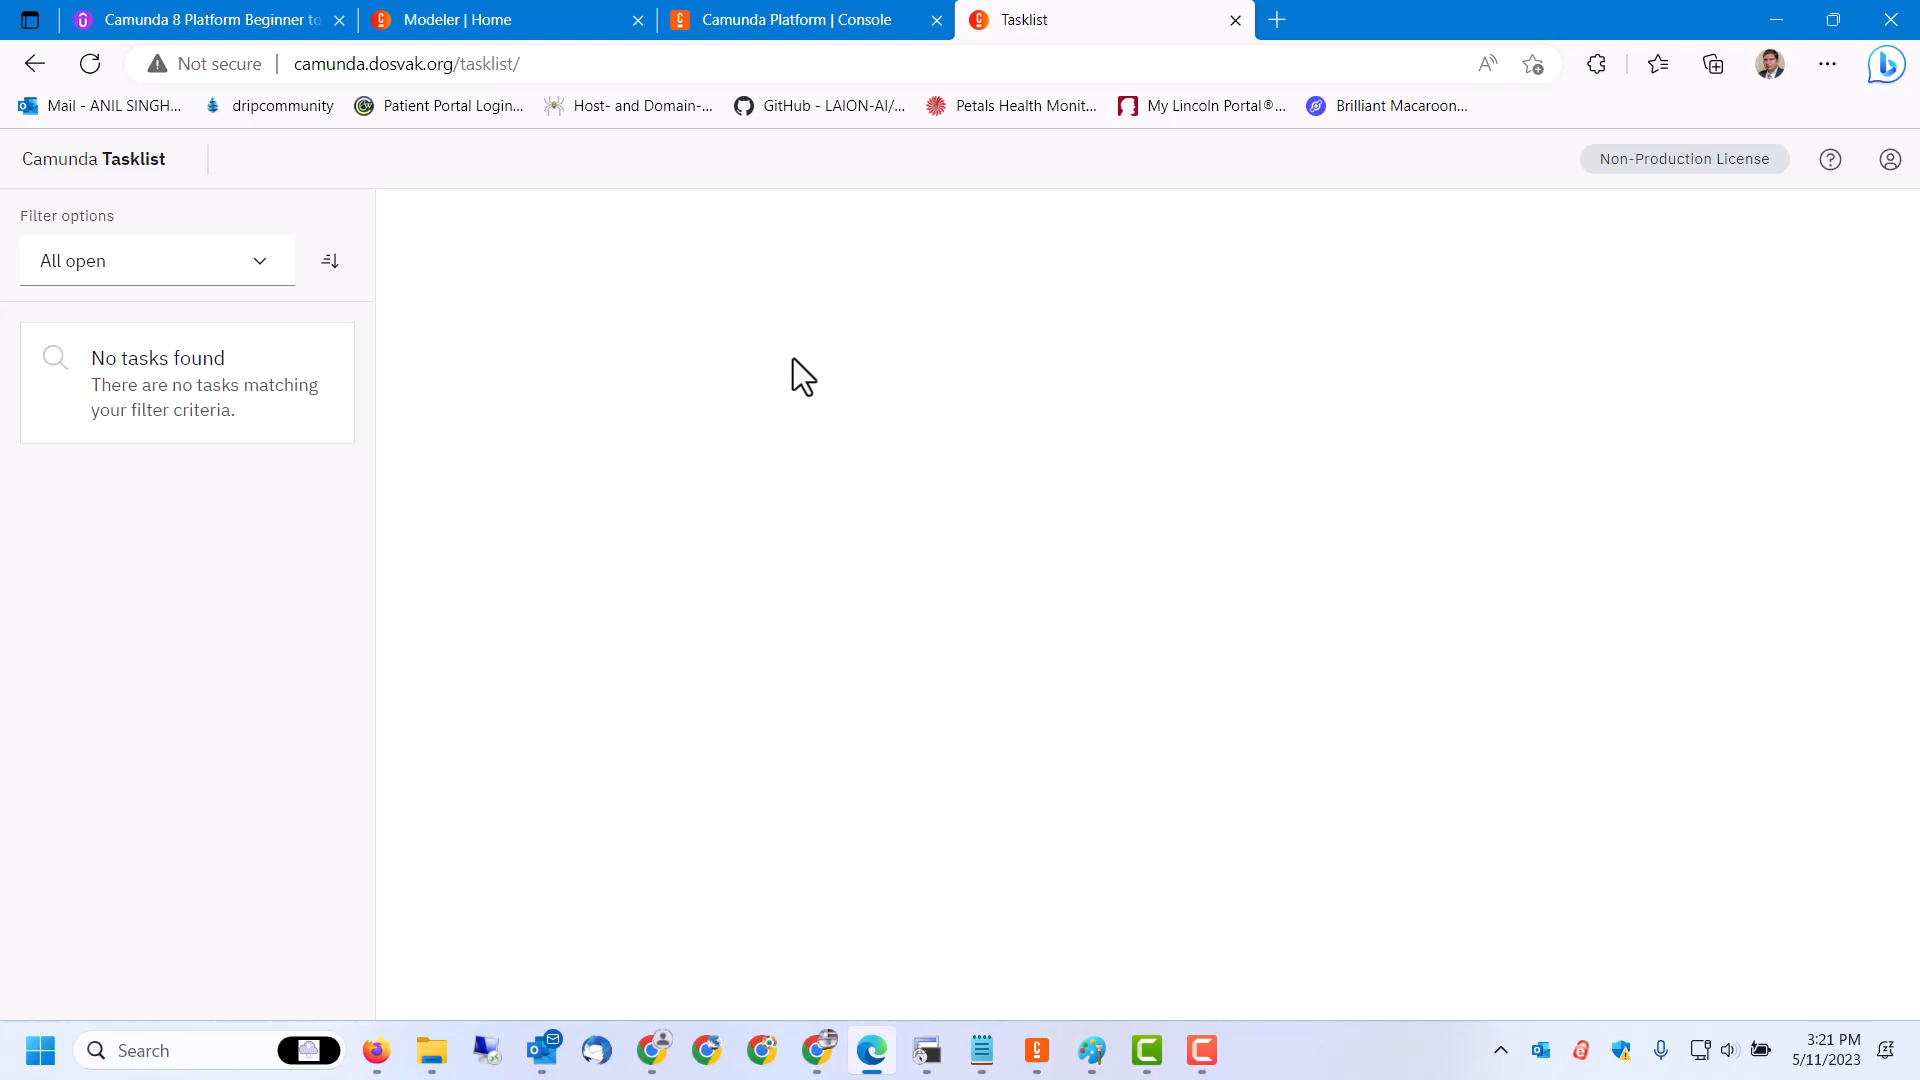 Camunda 8 Platform Beginner to
Modeler | Home
Camunda Platform | Console
Tasklist
Not secure
camunda.dosvak.org/tasklist/
Mail - ANIL SINGH...
dripcommunity
Patient Portal Login...
Host- and Domain-...
GitHub - LAION-AI/...
Petals Health Monit...
My Lincoln Portal®...
Brilliant Macaroon...
Camunda Tasklist
Non-Production License
Filter options
All open
No tasks found
There are no tasks matching
your filter criteria.
Search
3:21 PM
5/11/2023